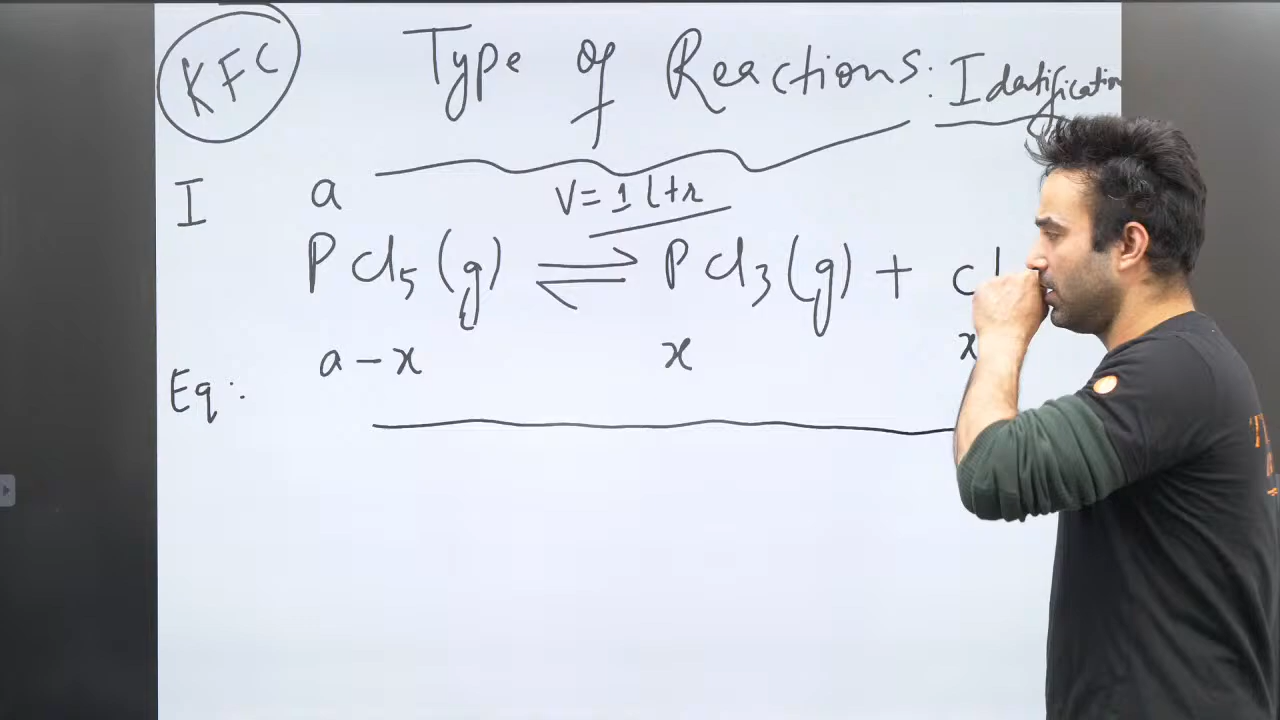 KFC
Type of Reactions: Identification
I a V = 1 ltr
PCl5(g) ⇌ PCl3(g) + Cl
Eq: a - x x x